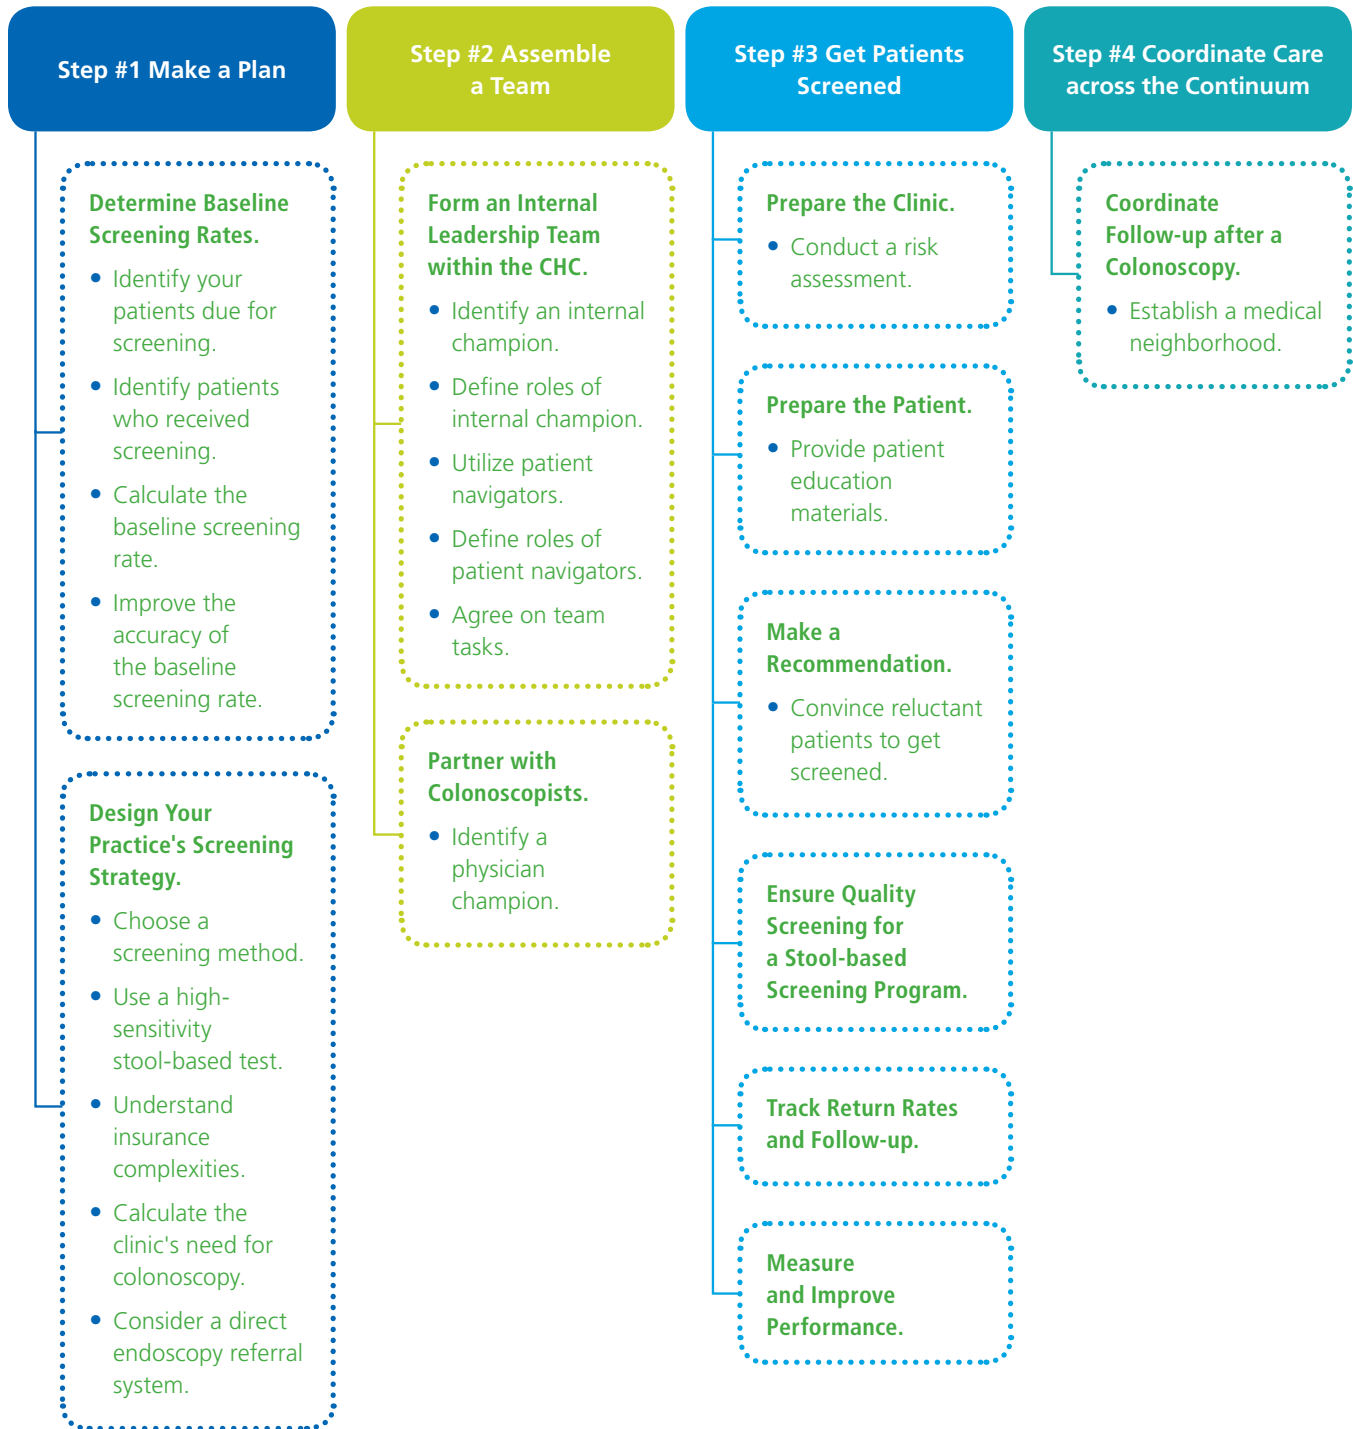 Step #1 Make a Plan
Determine Baseline
Screening Rates.
• Identify your
patients due for
screening.
• Identify patients
who received
screening.
• Calculate the
baseline screening
rate.
• Improve the
accuracy of
the baseline
screening rate.
Design Your
Practice's Screening
Strategy.
• Choose a
screening method.
• Use a high-
sensitivity
stool-based test.
• Understand
insurance
complexities.
• Calculate the
clinic's need for
colonoscopy.
• Consider a direct
endoscopy referral
system.
Step #2 Assemble
a Team
Form an Internal
Leadership Team
within the CHC.
• Identify an internal
champion.
• Define roles of
internal champion.
• Utilize patient
navigators.
• Define roles of
patient navigators.
• Agree on team
tasks.
Partner with
Colonoscopists.
• Identify a
physician
champion.
Step #3 Get Patients
Screened
Prepare the Clinic.
• Conduct a risk
assessment.
Prepare the Patient.
• Provide patient
education
materials.
Make a
Recommendation.
• Convince reluctant
patients to get
screened.
Ensure Quality
Screening for
a Stool-based
Screening Program.
Track Return Rates
and Follow-up.
Measure
and Improve
Performance.
Step #4 Coordinate Care
across the Continuum
Coordinate
Follow-up after a
Colonoscopy.
• Establish a medical
neighborhood.